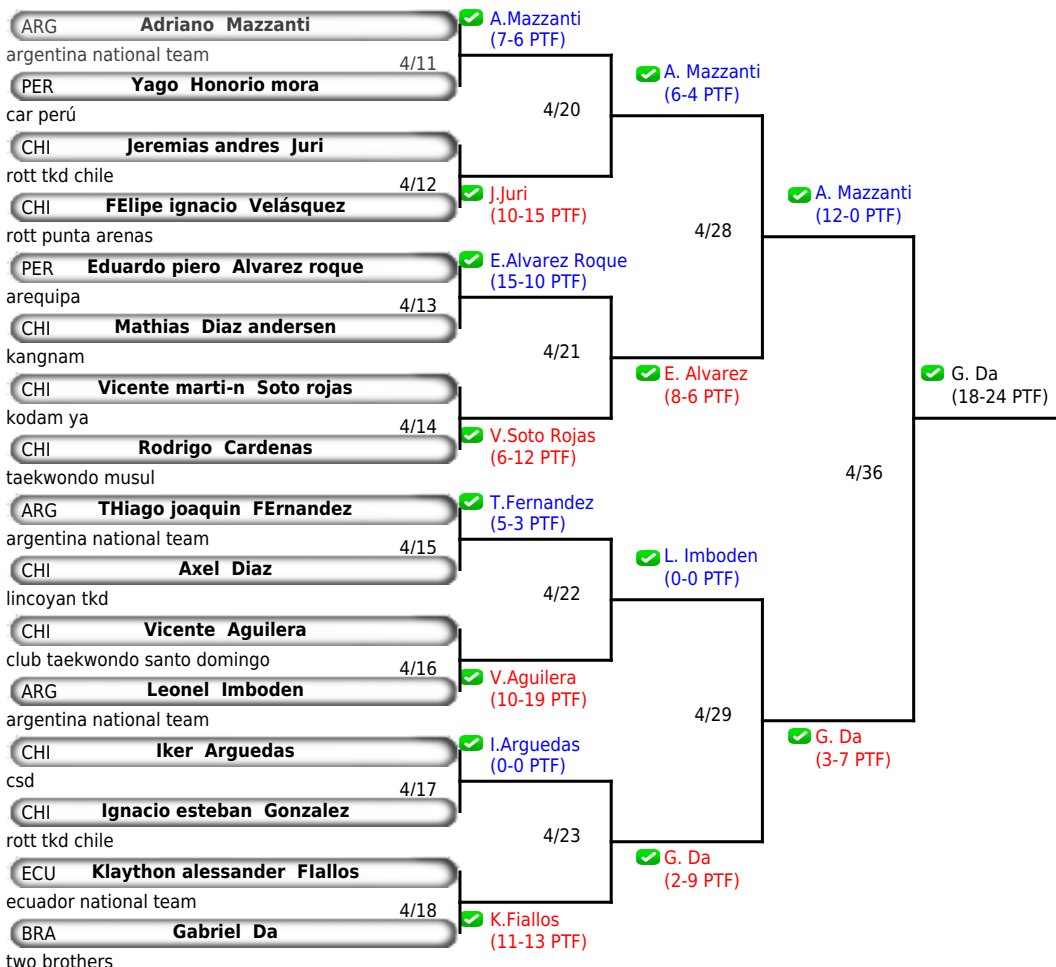 ARG Adriano Mazzanti
argentina national team
4/11
PER Yago Honorio mora
car perú
CHI Jeremias andres Juri
rott tkd chile
4/12
CHI FElipe ignacio Velásquez
rott punta arenas
PER Eduardo piero Alvarez roque
arequipa
4/13
CHI Mathias Diaz andersen
kangnam
CHI Vicente marti-n Soto rojas
kodam ya
4/14
CHI Rodrigo Cardenas
taekwondo musul
ARG THiago joaquin FErnandez
argentina national team
4/15
CHI Axel Diaz
lincoyan tkd
CHI Vicente Aguilera
club taekwondo santo domingo
4/16
ARG Leonel Imboden
argentina national team
CHI Iker Arguedas
csd
4/17
CHI Ignacio esteban Gonzalez
rott tkd chile
ECU Klaython alessander FIallos
ecuador national team
4/18
BRA Gabriel Da
two brothers
A.Mazzanti
(7-6 PTF)
4/20
J.Juri
(10-15 PTF)
E.Alvarez Roque
(15-10 PTF)
4/21
V.Soto Rojas
(6-12 PTF)
T.Fernandez
(5-3 PTF)
4/22
V.Aguilera
(10-19 PTF)
I.Arguedas
(0-0 PTF)
4/23
K.Fiallos
(11-13 PTF)
A. Mazzanti
(6-4 PTF)
4/28
E. Alvarez
(8-6 PTF)
L. Imboden
(0-0 PTF)
4/29
G. Da
(2-9 PTF)
A. Mazzanti
(12-0 PTF)
4/36
G. Da
(3-7 PTF)
G. Da
(18-24 PTF)